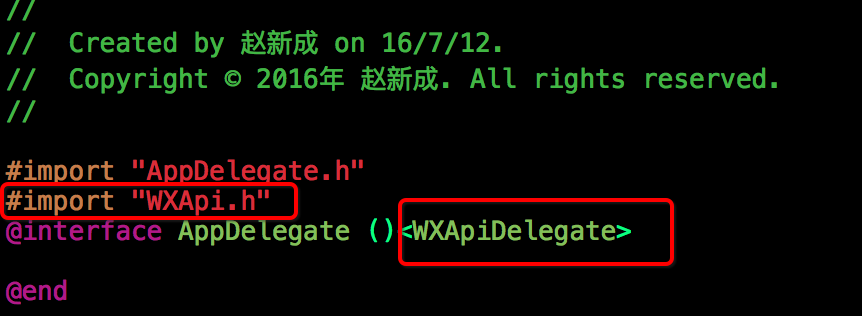 //
//  Created by 赵新成 on 16/7/12.
//  Copyright © 2016年 赵新成. All rights reserved.
//
#import "AppDelegate.h"
#import "WXApi.h"
@interface AppDelegate ()<WXApiDelegate>
@end